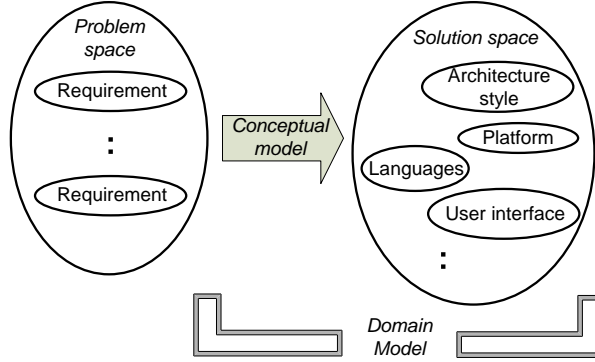 Problem
space
Requirement
:
Requirement
Conceptual
model
Solution space
Architecture
style
Platform
Languages
User interface
:
Domain
Model